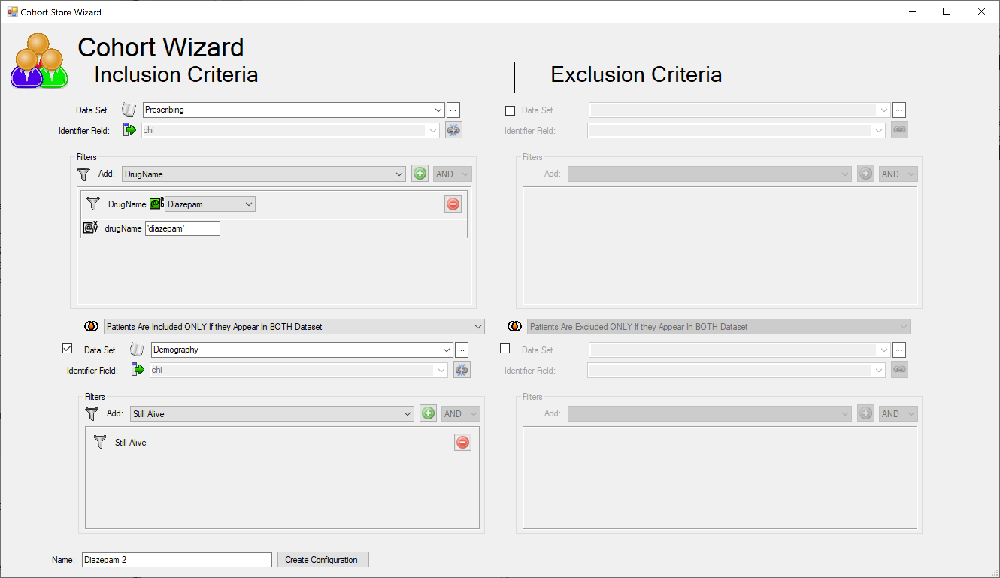 Cohort Store Wizard
Cohort Wizard
Inclusion Criteria
Data Set Prescribing ...
Identifier Field: chi
Filters
Add: DrugName AND
DrugName Diazepam
drugName 'diazepam'
Patients Are Included ONLY If they Appear In BOTH Dataset
Data Set Demography ...
Identifier Field: chi
Filters
Add: Still Alive AND
Still Alive
Name: Diazepam 2 Create Configuration
Exclusion Criteria
Data Set ...
Identifier Field:
Filters
Add: AND
Patients Are Excluded ONLY If they Appear In BOTH Dataset
Data Set ...
Identifier Field:
Filters
Add: AND